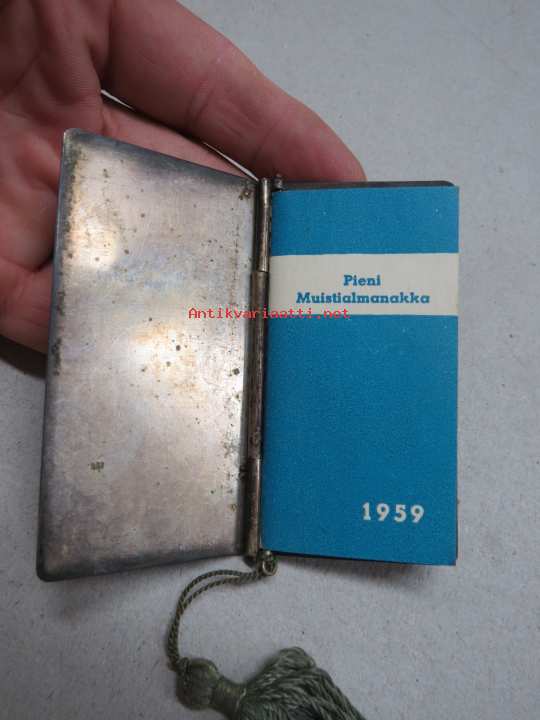 Pieni
Muistialmanakka
Antikvariaatti.net
1959